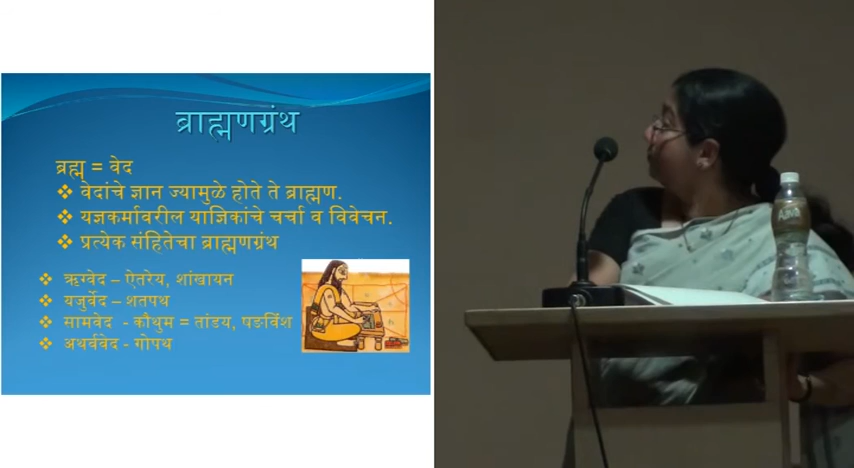 ब्राह्मणग्रंथ
ब्रह्म = वेद
❖ वेदांचे ज्ञान ज्यामुळे होते ते ब्राह्मण.
❖ यज्ञकर्मावरील याज्ञिकांचे चर्चा व विवेचन.
❖ प्रत्येक संहितेचा ब्राह्मणग्रंथ
❖ ऋग्वेद – ऐतरेय, शांखायन
❖ यजुर्वेद – शतपथ
❖ सामवेद - कौथुम = तांडय, षङविंश
❖ अथर्ववेद - गोपथ